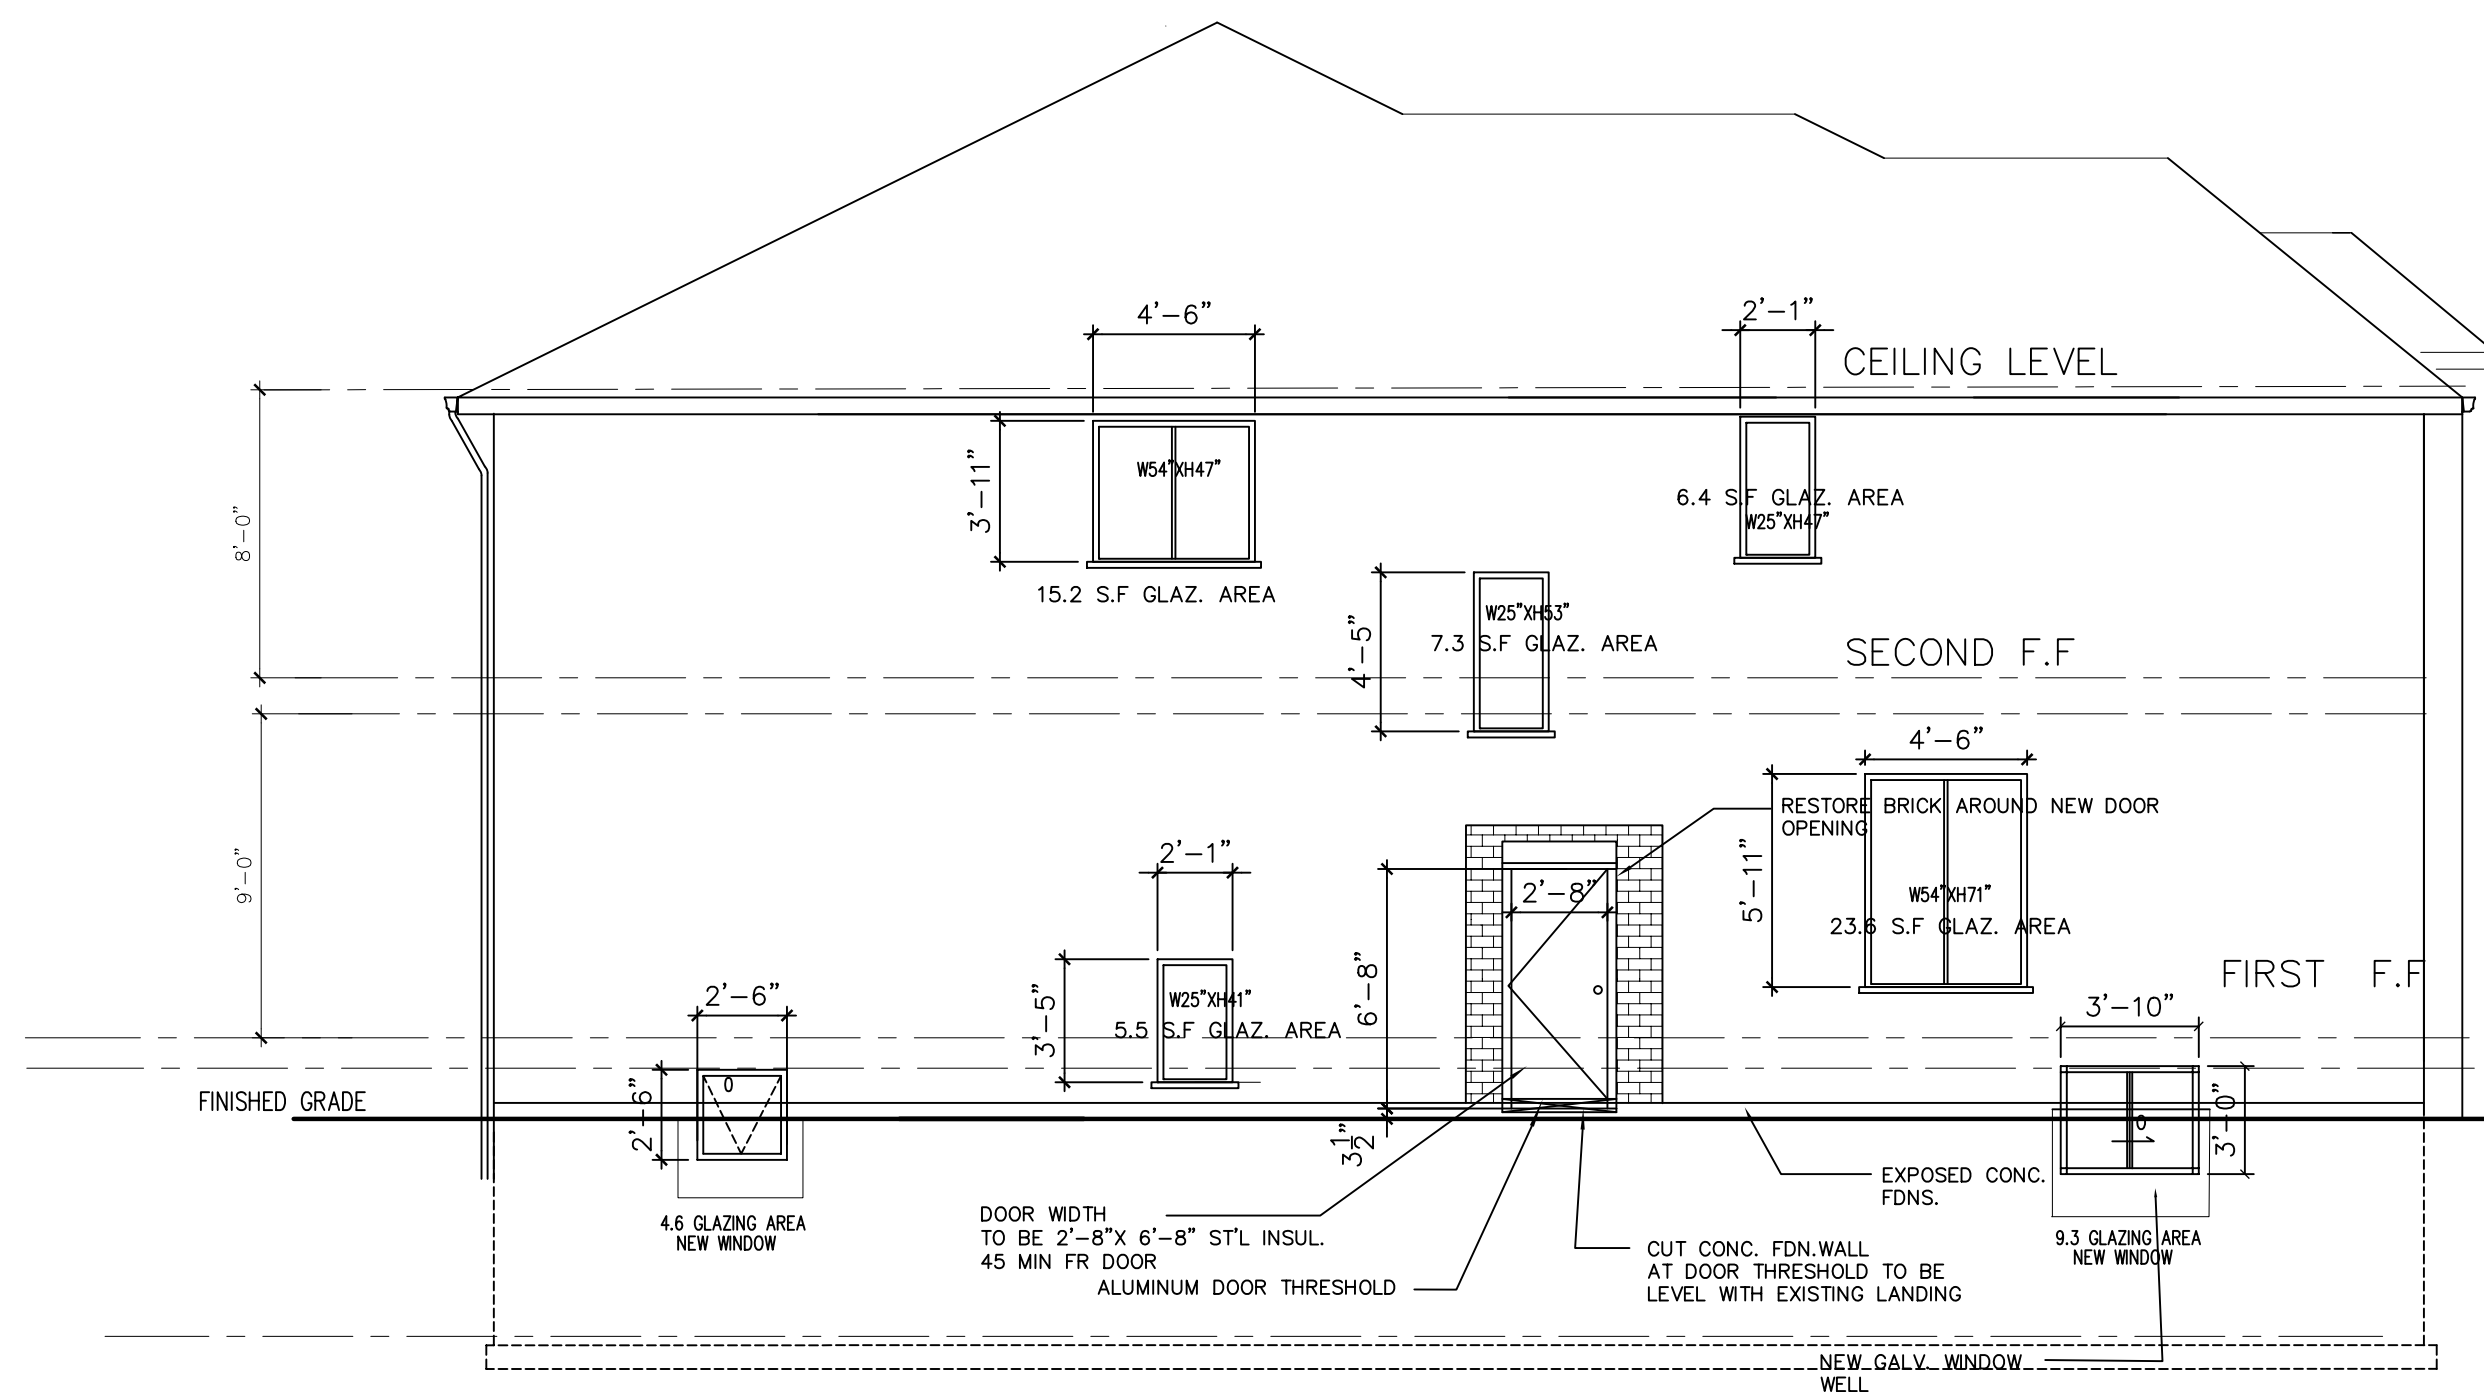 4'-6"
2'-1"
CEILING LEVEL
3'-11"
W54"XH47"
6.4 S.F GLAZ. AREA
W25"XH47"
8'-0"
15.2 S.F GLAZ. AREA
W25"XH53"
7.3 S.F GLAZ. AREA
4'-5"
SECOND F.F
4'-6"
RESTORE BRICK AROUND NEW DOOR
OPENING
2'-1"
9'-0"
2'-8"
5'-11"
W54"XH71"
23.6 S.F GLAZ. AREA
FIRST F.F
2'-6"
W25"XH41"
5.5 S.F GLAZ. AREA
3'-5"
6'-8"
3'-10"
FINISHED GRADE
0
2'-6"
3 1/2"
0
3'-0"
EXPOSED CONC.
FDNS.
4.6 GLAZING AREA
NEW WINDOW
DOOR WIDTH
TO BE 2'-8"X 6'-8" ST'L INSUL.
45 MIN FR DOOR
ALUMINUM DOOR THRESHOLD
CUT CONC. FDN.WALL
AT DOOR THRESHOLD TO BE
LEVEL WITH EXISTING LANDING
9.3 GLAZING AREA
NEW WINDOW
NEW GALV. WINDOW
WELL